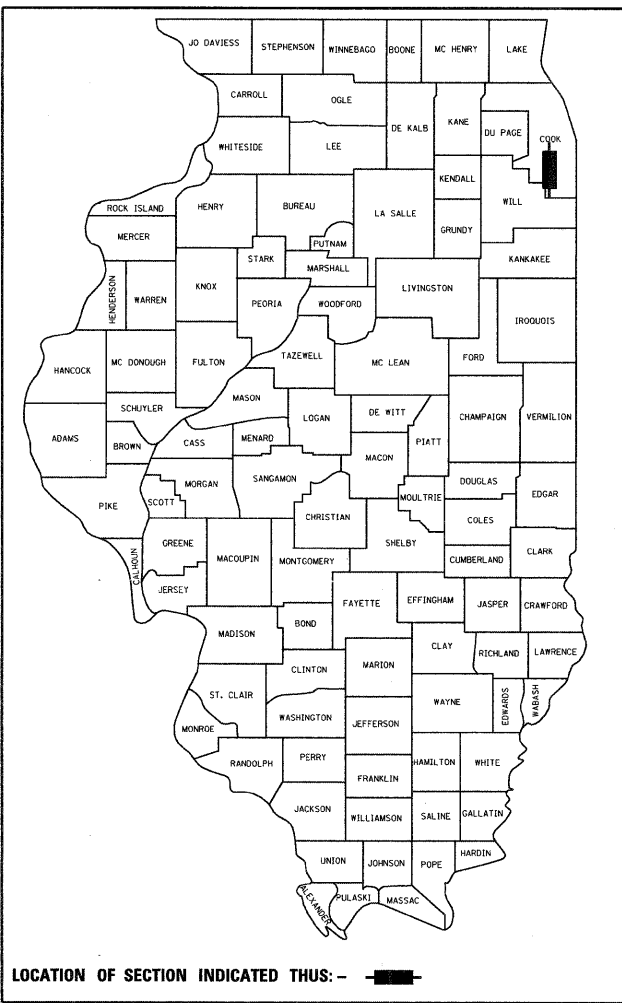 JO DAVIESS STEPHENSON WINNEBAGO BOONE MC HENRY LAKE
CARROLL OGLE DE KALB KANE DU PAGE COOK
WHITESIDE LEE KENDALL WILL
ROCK ISLAND HENRY BUREAU LA SALLE GRUNDY
MERCER PUTNAM KANKAKEE
STARK MARSHALL
HENDERSON WARREN KNOX PEORIA WOODFORD LIVINGSTON IROQUOIS
HANCOCK MC DONOUGH FULTON TAZEWELL MC LEAN FORD
SCHUYLER MASON LOGAN DE WITT CHAMPAIGN VERMILION
ADAMS BROWN CASS MENARD MACON PIATT
PIKE SCOTT MORGAN SANGAMON MOULTRIE DOUGLAS EDGAR
CHRISTIAN COLES
CALHOUN GREENE MACOUPIN MONTGOMERY SHELBY CUMBERLAND CLARK
JERSEY FAYETTE EFFINGHAM JASPER CRAWFORD
MADISON BOND
CLINTON MARION CLAY RICHLAND LAWRENCE
ST. CLAIR WAYNE EDWARDS WABASH
MONROE WASHINGTON JEFFERSON
RANDOLPH PERRY HAMILTON WHITE
FRANKLIN
JACKSON WILLIAMSON SALINE GALLATIN
UNION JOHNSON POPE HARDIN
ALEXANDER PULASKI MASSAC
LOCATION OF SECTION INDICATED THUS: -